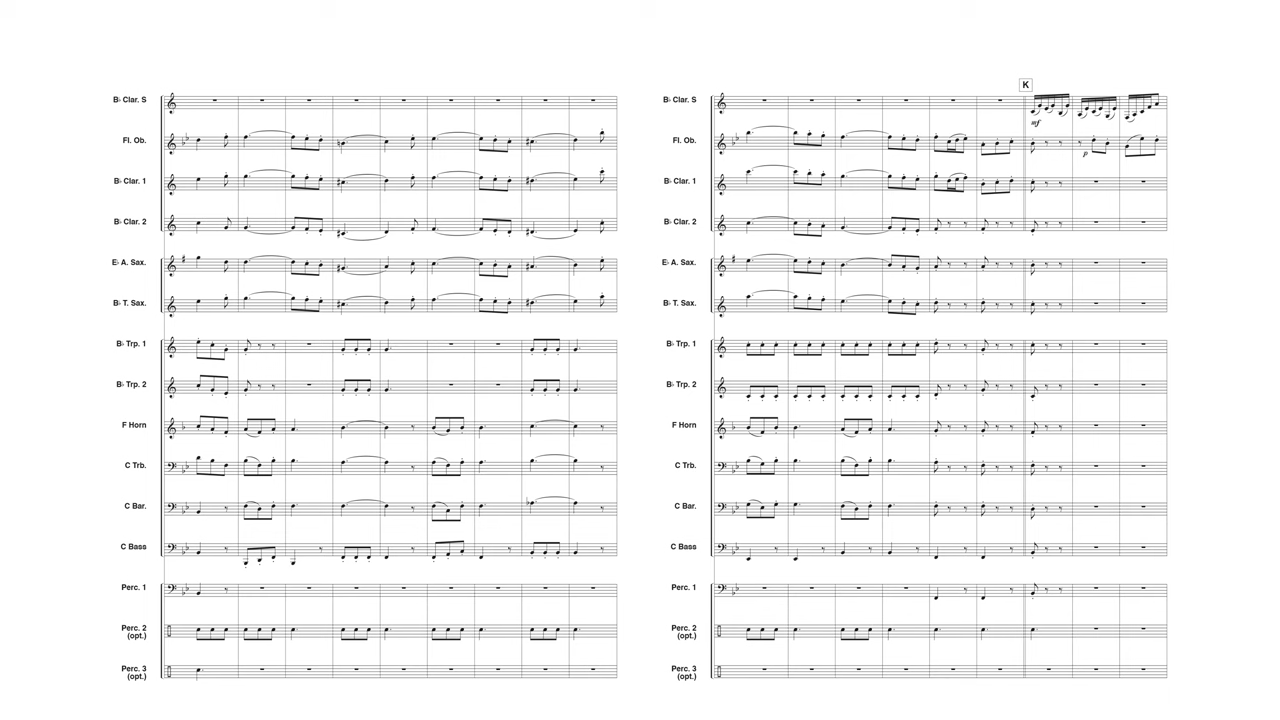 B♭ Clar. S
Fl. Ob.
B♭ Clar. 1
B♭ Clar. 2
E♭ A. Sax.
B♭ T. Sax.
B♭ Trp. 1
B♭ Trp. 2
F Horn
C Trb.
C Bar.
C Bass
Perc. 1
Perc. 2
(opt.)
Perc. 3
(opt.)
K
B♭ Clar. S
mf
Fl. Ob.
p
B♭ Clar. 1
B♭ Clar. 2
E♭ A. Sax.
B♭ T. Sax.
B♭ Trp. 1
B♭ Trp. 2
F Horn
C Trb.
C Bar.
C Bass
Perc. 1
Perc. 2
(opt.)
Perc. 3
(opt.)